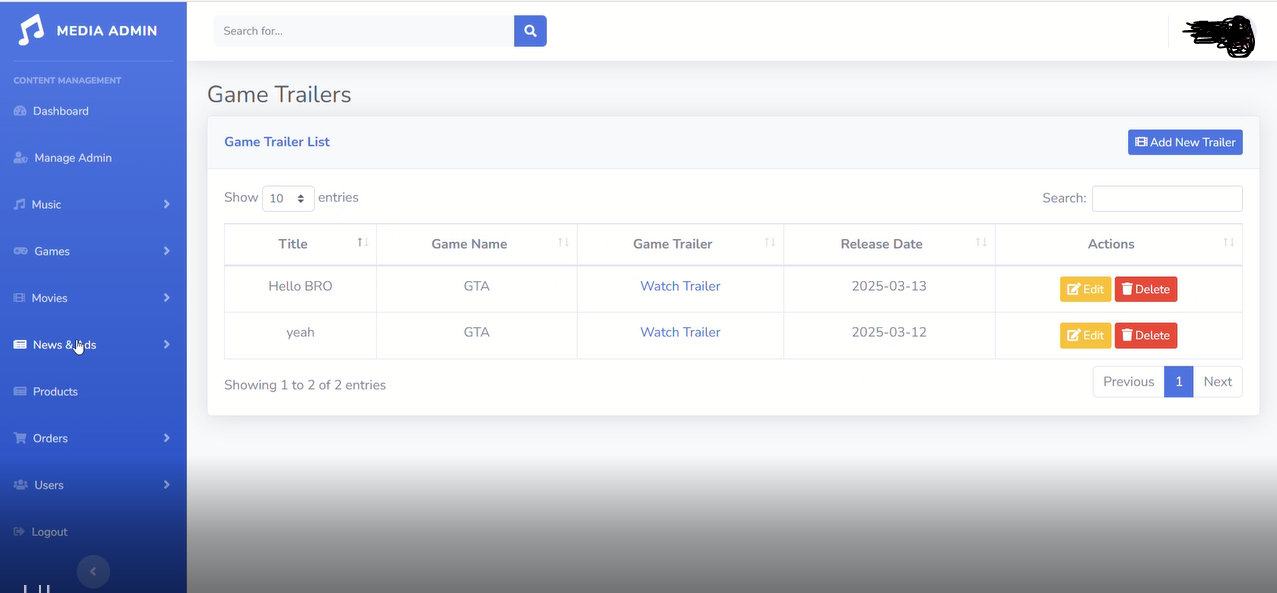 MEDIA ADMIN
CONTENT MANAGEMENT
Dashboard
Manage Admin
Music
Games
Movies
News & Ads
Products
Orders
Users
Logout
Search for...
Game Trailers
Game Trailer List
Add New Trailer
Show 10 entries
Search:
Title Game Name Game Trailer Release Date Actions
Hello BRO GTA Watch Trailer 2025-03-13 Edit Delete
yeah GTA Watch Trailer 2025-03-12 Edit Delete
Showing 1 to 2 of 2 entries
Previous 1 Next